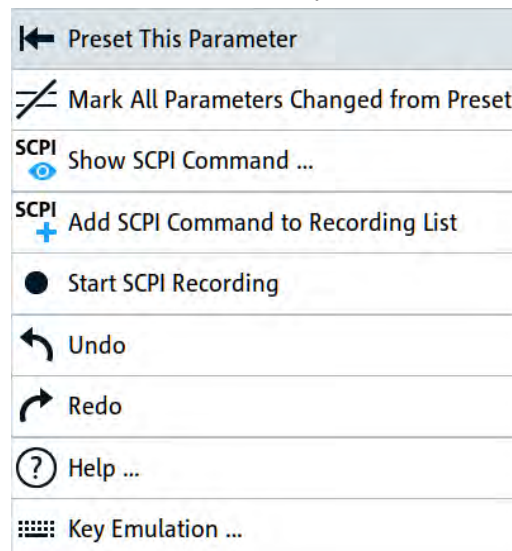 Preset This Parameter
Mark All Parameters Changed from Preset
SCPI Show SCPI Command ...
SCPI Add SCPI Command to Recording List
Start SCPI Recording
Undo
Redo
? Help ...
Key Emulation ...